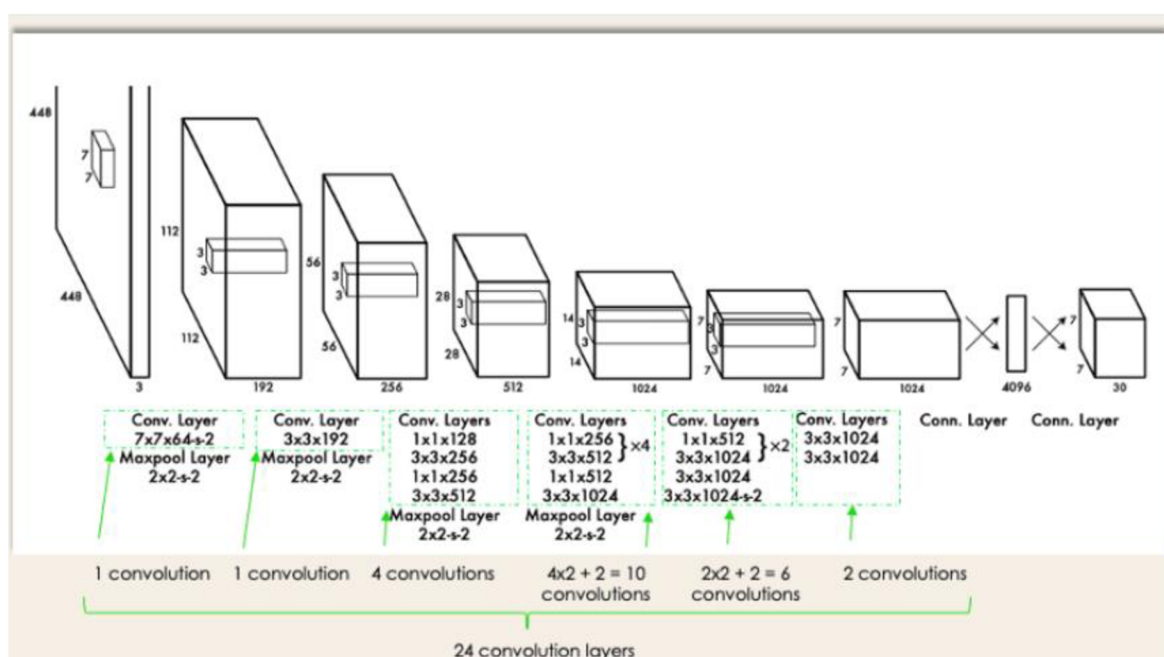 448
7
7
448
3
112
3
3
112
192
56
3
3
56
256
28
3
3
28
512
14
3
3
14
1024
7
3
3
7
1024
7
7
1024
4096
7
7
30
Conv. Layer
7x7x64-s-2
Maxpool Layer
2x2-s-2
Conv. Layer
3x3x192
Maxpool Layer
2x2-s-2
Conv. Layers
1x1x128
3x3x256
1x1x256
3x3x512
Maxpool Layer
2x2-s-2
Conv. Layers
1x1x256
3x3x512 } ×4
1x1x512
3x3x1024
Maxpool Layer
2x2-s-2
Conv. Layers
1x1x512
3x3x1024 } ×2
3x3x1024
3x3x1024-s-2
Conv. Layers
3x3x1024
3x3x1024
Conn. Layer
Conn. Layer
1 convolution
1 convolution
4 convolutions
4x2 + 2 = 10
convolutions
2x2 + 2 = 6
convolutions
2 convolutions
24 convolution layers